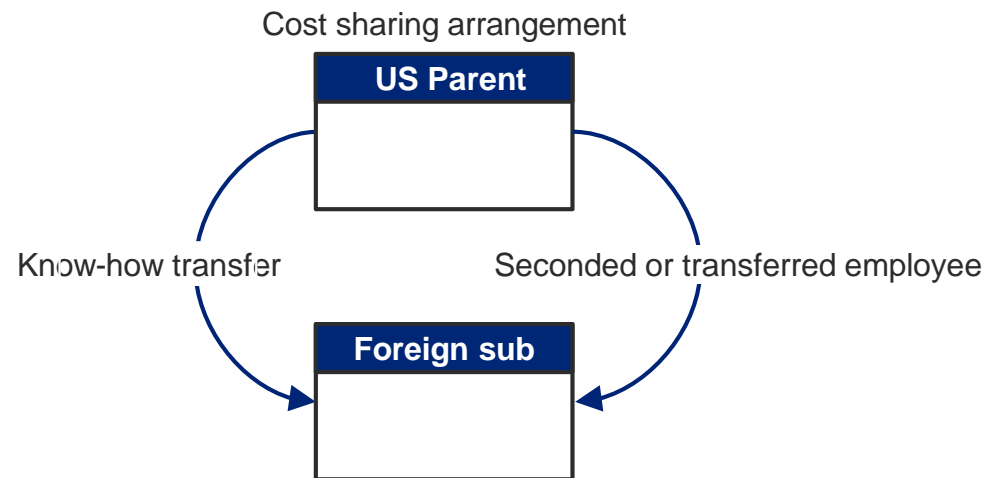 Cost sharing arrangement
US Parent
Know-how transfer
Seconded or transferred employee
Foreign sub